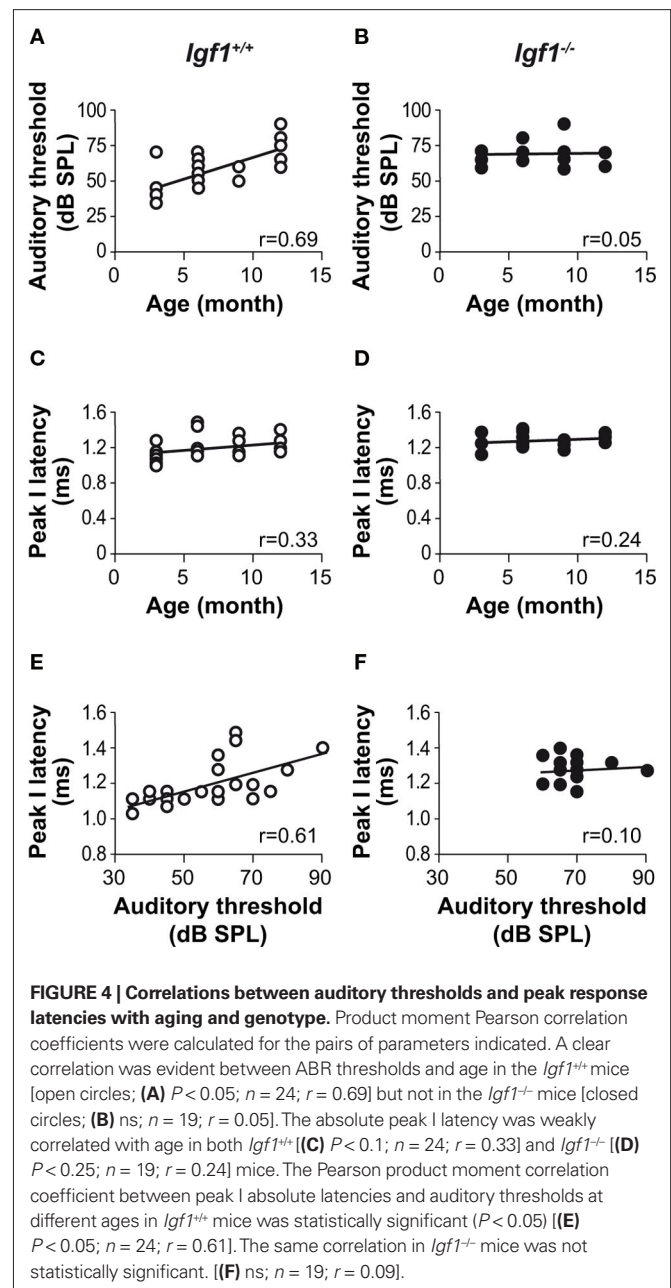 A
Igf1+/+
B
Igf1-/-
Auditory threshold
(dB SPL)
100
75
50
25
0
0 5 10 15
r=0.69
Age (month)
Auditory threshold
(dB SPL)
100
75
50
25
0
0 5 10 15
r=0.05
Age (month)
C
Peak I latency
(ms)
1.6
1.2
0.8
0.4
0
0 5 10 15
r=0.33
Age (month)
D
Peak I latency
(ms)
1.6
1.2
0.8
0.4
0
0 5 10 15
r=0.24
Age (month)
E
Peak I latency
(ms)
1.6
1.4
1.2
1.0
0.8
30 50 70 90
r=0.61
Auditory threshold
(dB SPL)
F
Peak I latency
(ms)
1.6
1.4
1.2
1.0
0.8
30 50 70 90
r=0.10
Auditory threshold
(dB SPL)
FIGURE 4 | Correlations between auditory thresholds and peak response
latencies with aging and genotype. Product moment Pearson correlation
coefficients were calculated for the pairs of parameters indicated. A clear
correlation was evident between ABR thresholds and age in the Igf1+/+ mice
[open circles; (A) P < 0.05; n = 24; r = 0.69] but not in the Igf1–/– mice [closed
circles; (B) ns; n = 19; r = 0.05]. The absolute peak I latency was weakly
correlated with age in both Igf1+/+ [(C) P < 0.1; n = 24; r = 0.33] and Igf1–/– [(D)
P < 0.25; n = 19; r = 0.24] mice. The Pearson product moment correlation
coefficient between peak I absolute latencies and auditory thresholds at
different ages in Igf1+/+ mice was statistically significant (P < 0.05) [(E)
P < 0.05; n = 24; r = 0.61]. The same correlation in Igf1–/– mice was not
statistically significant. [(F) ns; n = 19; r = 0.09].